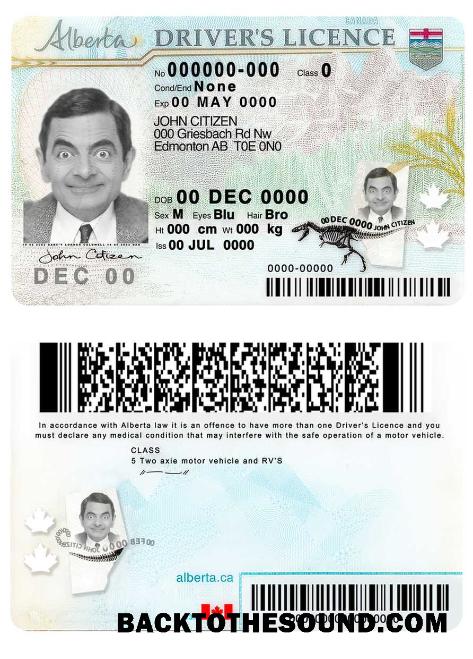 CANADA
Alberta DRIVER'S LICENCE
No 000000-000 Class 0
Cond/End None
Exp 00 MAY 0000
JOHN CITIZEN
000 Griesbach Rd Nw
Edmonton AB T0E 0N0
DOB 00 DEC 0000
Sex M Eyes Blu Hair Bro
Ht 000 cm Wt 000 kg
Iss 00 JUL 0000
00 DEC 0000 JOHN CITIZEN
John Citizen
DEC 00
0000-00000
In accordance with Alberta law it is an offence to have more than one Driver's Licence and you
must declare any medical condition that may interfere with the safe operation of a motor vehicle.
CLASS
5 Two axie motor vehicle and RV'S
alberta.ca
BACKTOTHESOUND.COM